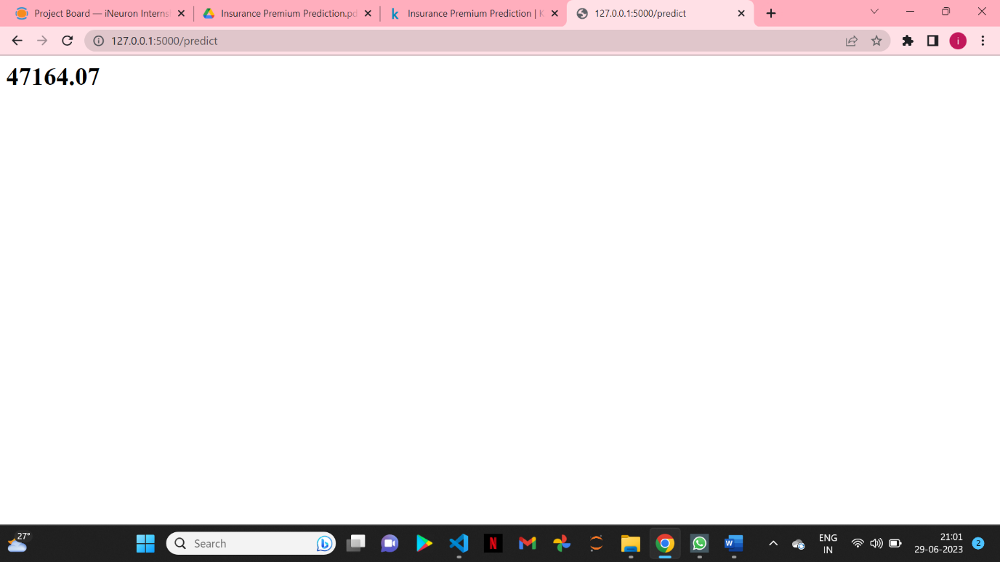 Project Board — iNeuron Interns
Insurance Premium Prediction.pd
Insurance Premium Prediction | K
127.0.0.1:5000/predict
127.0.0.1:5000/predict
i
47164.07
27°
Search
N
W
ENG
IN
21:01
29-06-2023
2